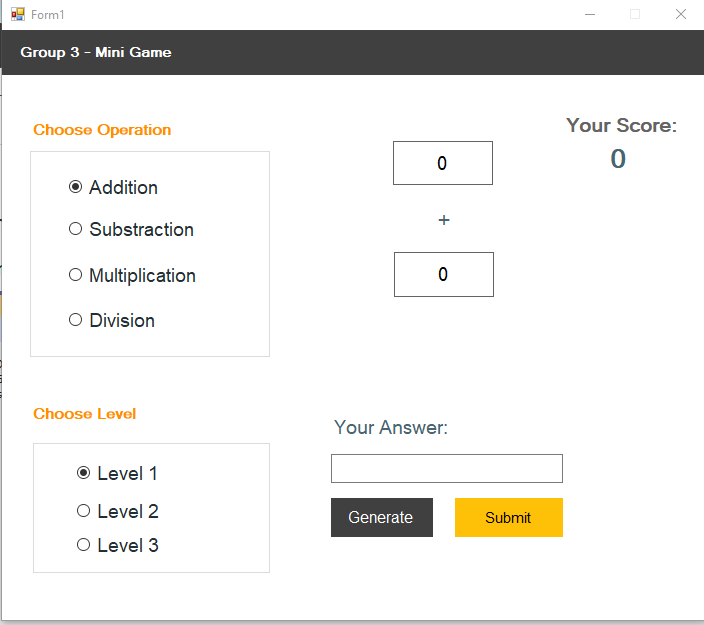 Form1
Group 3 - Mini Game
Choose Operation
Addition
Substraction
Multiplication
Division
0
+
0
Your Score:
0
Choose Level
Level 1
Level 2
Level 3
Your Answer:
Generate
Submit